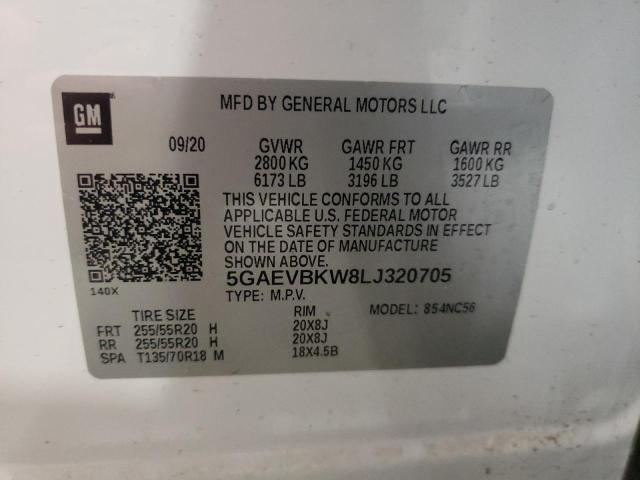 GM
MFD BY GENERAL MOTORS LLC
09/20 GVWR GAWR FRT GAWR RR
2800 KG 1450 KG 1600 KG
6173 LB 3196 LB 3527 LB
THIS VEHICLE CONFORMS TO ALL
APPLICABLE U.S. FEDERAL MOTOR
VEHICLE SAFETY STANDARDS IN EFFECT
ON THE DATE OF MANUFACTURE
SHOWN ABOVE.
140X
5GAEVBKW8LJ320705
TYPE: M.P.V. MODEL: 854NC56
TIRE SIZE RIM
FRT 255/55R20 H 20X8J
RR 255/55R20 H 20X8J
SPA T135/70R18 M 18X4.5B